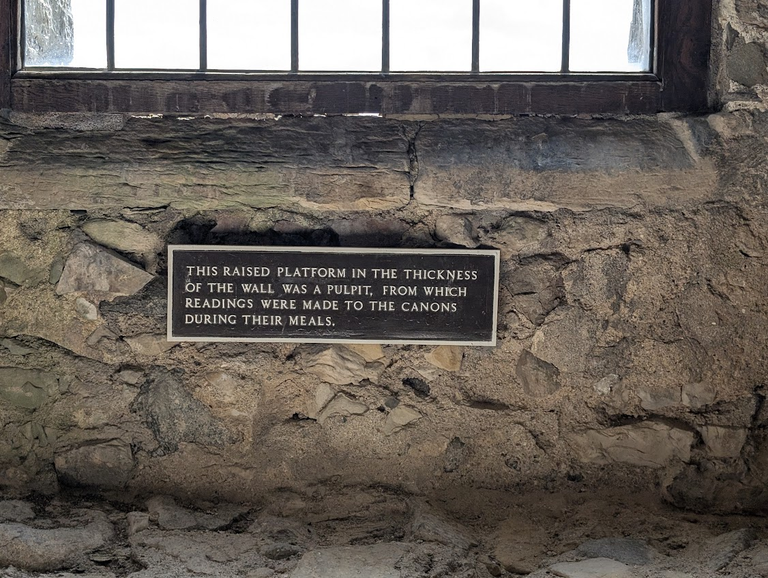 THIS RAISED PLATFORM IN THE THICKNESS
OF THE WALL WAS A PULPIT, FROM WHICH
READINGS WERE MADE TO THE CANONS
DURING THEIR MEALS.